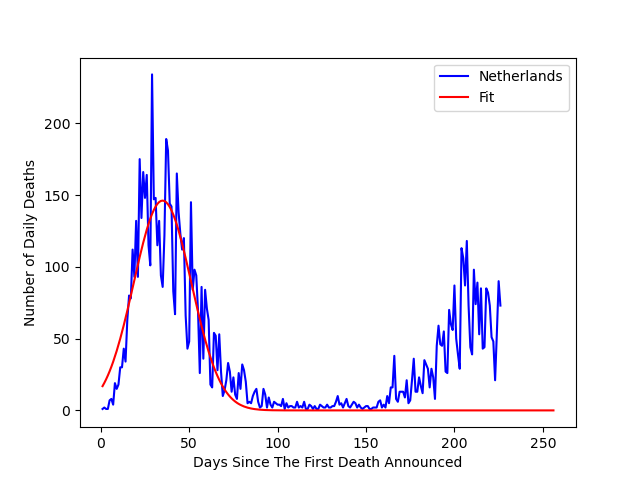 Netherlands
Fit
200
150
100
50
0
Number of Daily Deaths
0 50 100 150 200 250
Days Since The First Death Announced